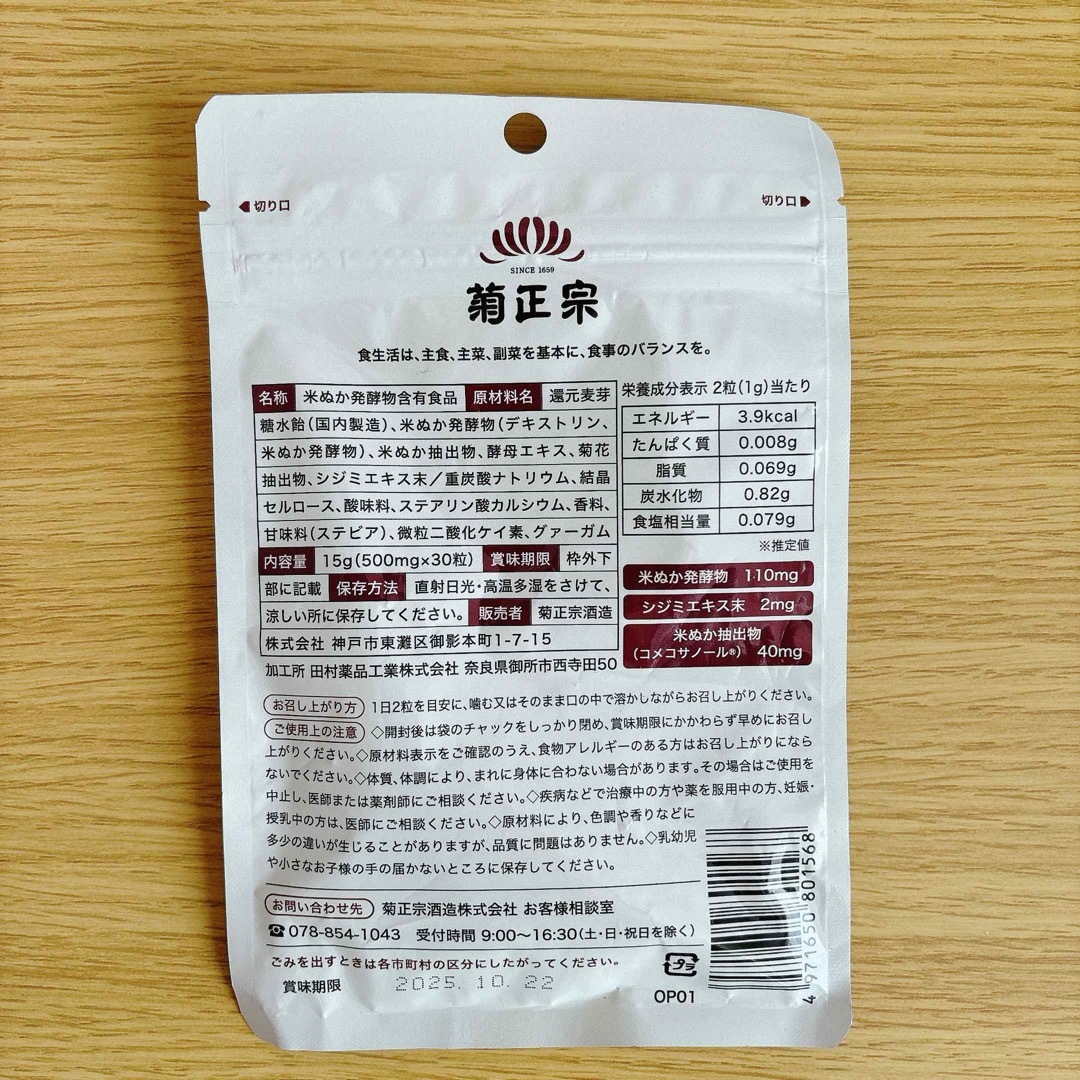 切り口 切り口
SINCE 1659
菊正宗
食生活は、主食、主菜、副菜を基本に、食事のバランスを。
名称 米ぬか発酵物含有食品 原材料名 還元麦芽
糖水飴(国内製造)、米ぬか発酵物(デキストリン、
米ぬか発酵物)、米ぬか抽出物、酵母エキス、菊花
抽出物、シジミエキス末/重炭酸ナトリウム、結晶
セルロース、酸味料、ステアリン酸カルシウム、香料、
甘味料(ステビア)、微粒二酸化ケイ素、グァーガム
内容量 15g(500mg×30粒) 賞味期限 枠外下
部に記載 保存方法 直射日光・高温多湿をさけて、
涼しい所に保存してください。 販売者 菊正宗酒造
株式会社 神戸市東灘区御影本町1-7-15
加工所 田村薬品工業株式会社 奈良県御所市西寺田50
栄養成分表示 2粒(1g)当たり
エネルギー 3.9kcal
たんぱく質 0.008g
脂質 0.069g
炭水化物 0.82g
食塩相当量 0.079g
※推定値
米ぬか発酵物 110mg
シジミエキス末 2mg
米ぬか抽出物
(コメコサノール®) 40mg
お召し上がり方 1日2粒を目安に、噛む又はそのまま口の中で溶かしながらお召し上がりください。
ご使用上の注意 ◇開封後は袋のチャックをしっかり閉め、賞味期限にかかわらず早めにお召し
上がりください。◇原材料表示をご確認のうえ、食物アレルギーのある方はお召し上がりになら
ないでください。◇体質、体調により、まれに身体に合わない場合があります。その場合はご使用を
中止し、医師または薬剤師にご相談ください。◇疾病などで治療中の方や薬を服用中の方、妊娠・
授乳中の方は、医師にご相談ください。◇原材料により、色調や香りなどに
多少の違いが生じることがありますが、品質に問題はありません。◇乳幼児
や小さなお子様の手の届かないところに保存してください。
お問い合わせ先 菊正宗酒造株式会社 お客様相談室
☎078-854-1043 受付時間 9:00〜16:30(土・日・祝日を除く)
ごみを出すときは各市町村の区分にしたがってください。
賞味期限 2025.10.22
プラ
OP01
4 971650 801568